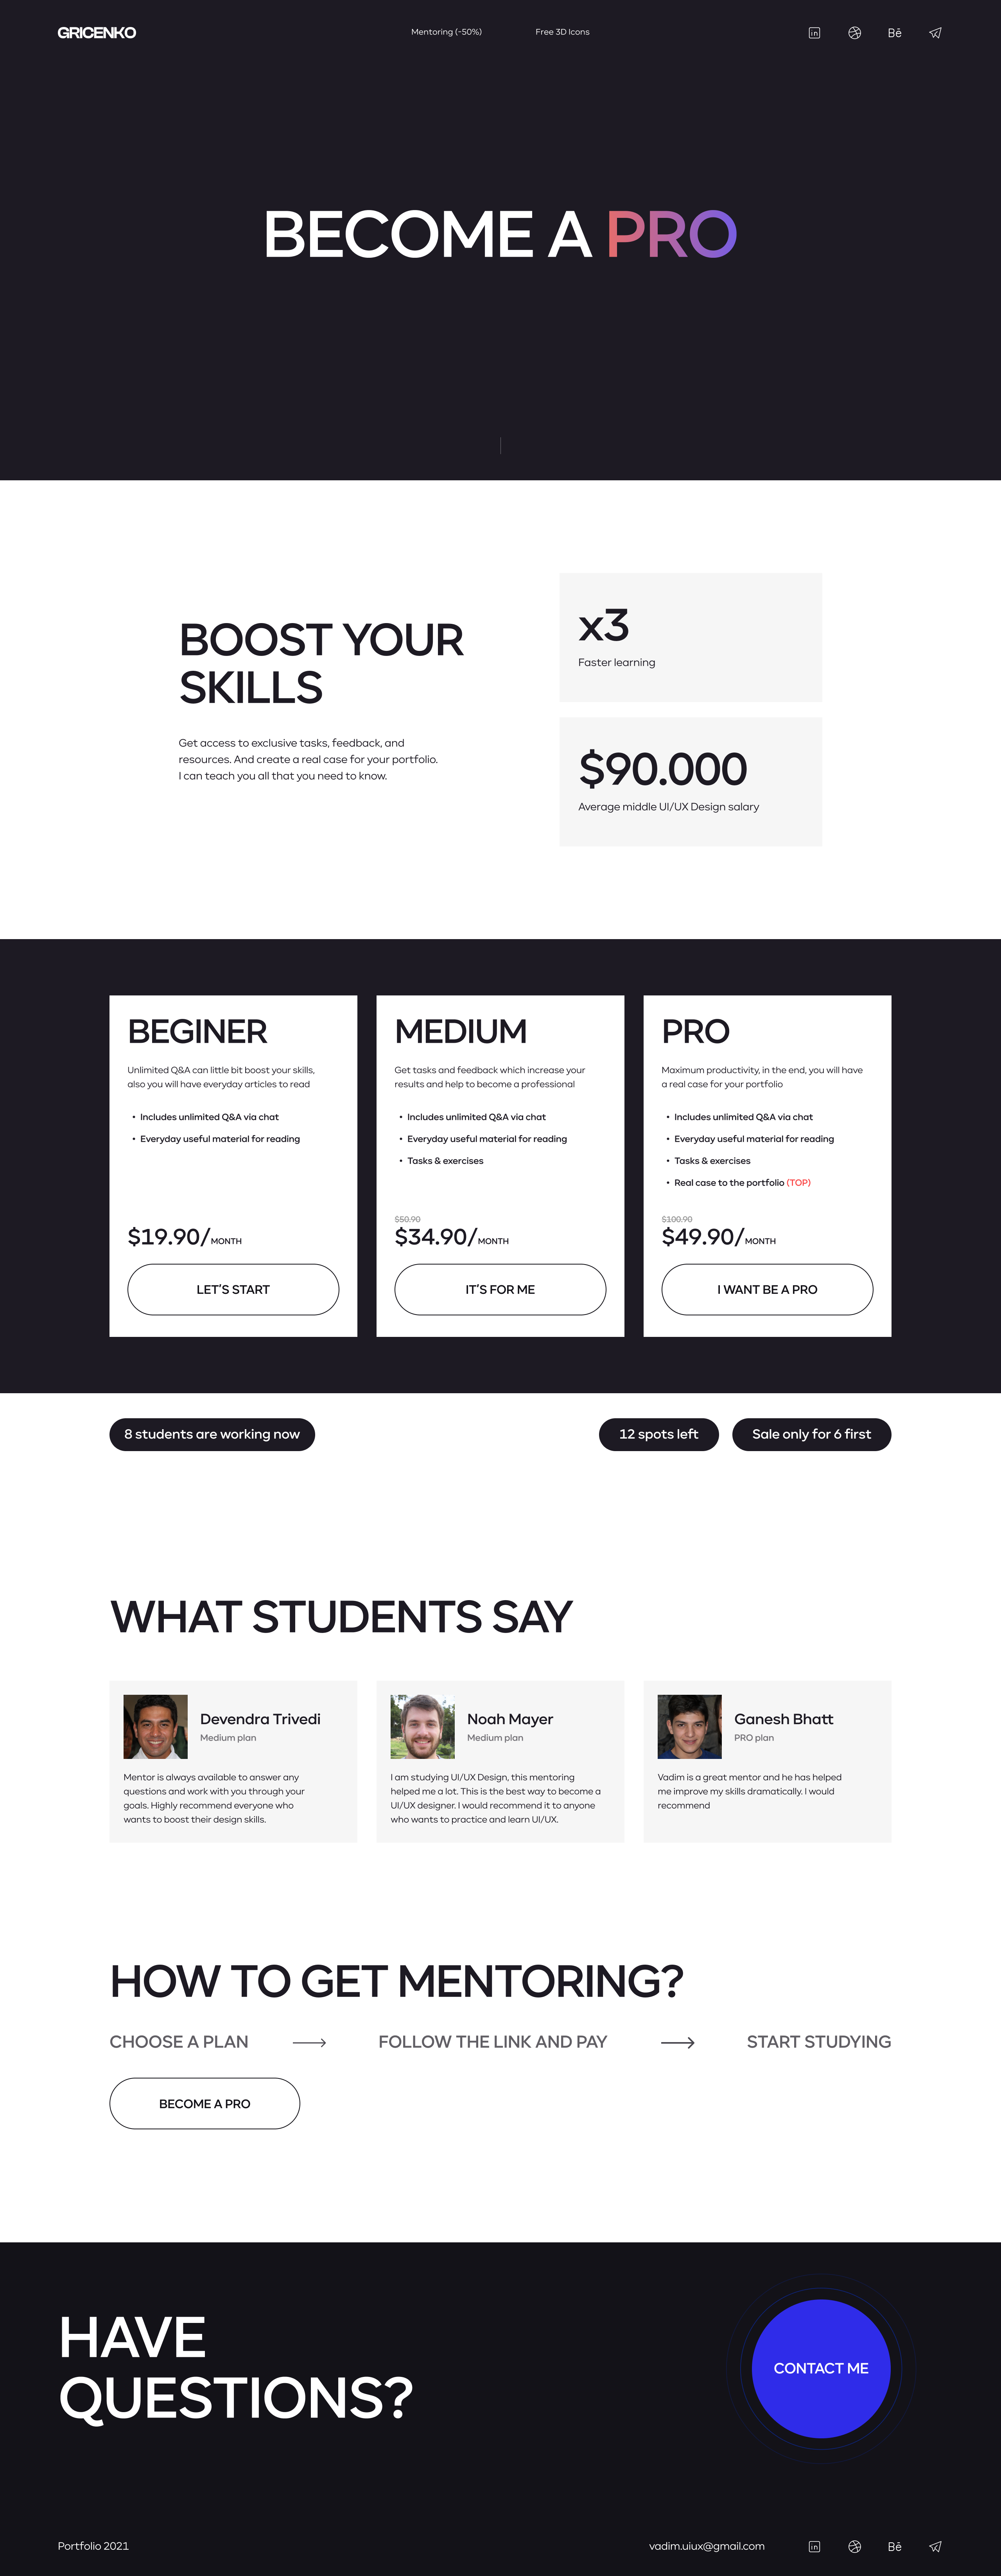 GRICENKO
Mentoring (-50%)
Free 3D Icons
in
Bē
BECOME A PRO
BOOST YOUR
SKILLS
Get access to exclusive tasks, feedback, and
resources. And create a real case for your portfolio.
I can teach you all that you need to know.
x3
Faster learning
$90.000
Average middle UI/UX Design salary
BEGINER
Unlimited Q&A can little bit boost your skills,
also you will have everyday articles to read
• Includes unlimited Q&A via chat
• Everyday useful material for reading
$19.90/MONTH
LET'S START
MEDIUM
Get tasks and feedback which increase your
results and help to become a professional
• Includes unlimited Q&A via chat
• Everyday useful material for reading
• Tasks & exercises
$50.90
$34.90/MONTH
IT'S FOR ME
PRO
Maximum productivity, in the end, you will have
a real case for your portfolio
• Includes unlimited Q&A via chat
• Everyday useful material for reading
• Tasks & exercises
• Real case to the portfolio (TOP)
$100.90
$49.90/MONTH
I WANT BE A PRO
8 students are working now
12 spots left
Sale only for 6 first
WHAT STUDENTS SAY
Devendra Trivedi
Medium plan
Mentor is always available to answer any
questions and work with you through your
goals. Highly recommend everyone who
wants to boost their design skills.
Noah Mayer
Medium plan
I am studying UI/UX Design, this mentoring
helped me a lot. This is the best way to become a
UI/UX designer. I would recommend it to anyone
who wants to practice and learn UI/UX.
Ganesh Bhatt
PRO plan
Vadim is a great mentor and he has helped
me improve my skills dramatically. I would
recommend
HOW TO GET MENTORING?
CHOOSE A PLAN
FOLLOW THE LINK AND PAY
START STUDYING
BECOME A PRO
HAVE
QUESTIONS?
CONTACT ME
Portfolio 2021
vadim.uiux@gmail.com
in
Bē